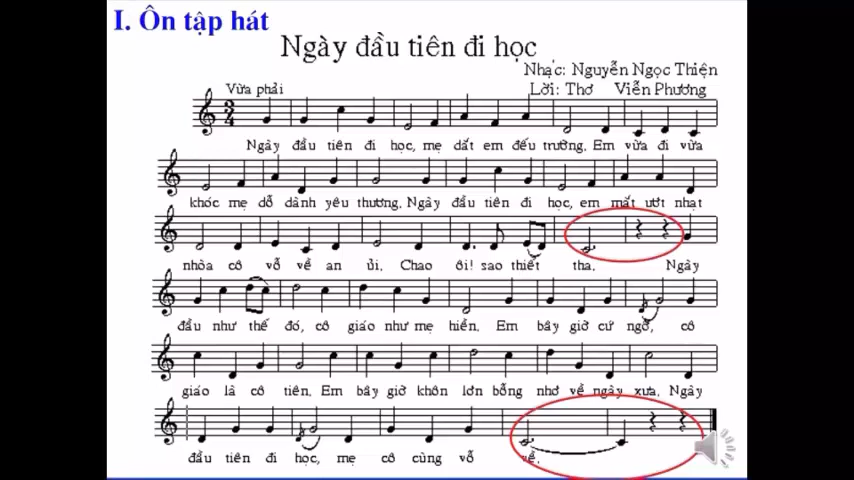 I. Ôn tập hát
Ngày đầu tiên đi học
Nhạc: Nguyễn Ngọc Thiện
Vừa phải
Lời: Thơ Viễn Phương
3
4
Ngày đầu tiên đi học, mẹ dắt em đến trường, Em vừa đi vừa
khóc mẹ dỗ dành yêu thương, Ngày đầu tiên đi học, em mắt ướt nhạt
nhòa cô vỗ về an ủi, Chao ôi! sao thiết tha, Ngày
đầu như thế đó, cô giáo như mẹ hiền, Em bây giờ cứ ngỡ, cô
giáo là cô tiên, Em bây giờ khôn lớn bỗng nhớ về ngày xưa, Ngày
đầu tiên đi học, mẹ cô cùng vỗ về,